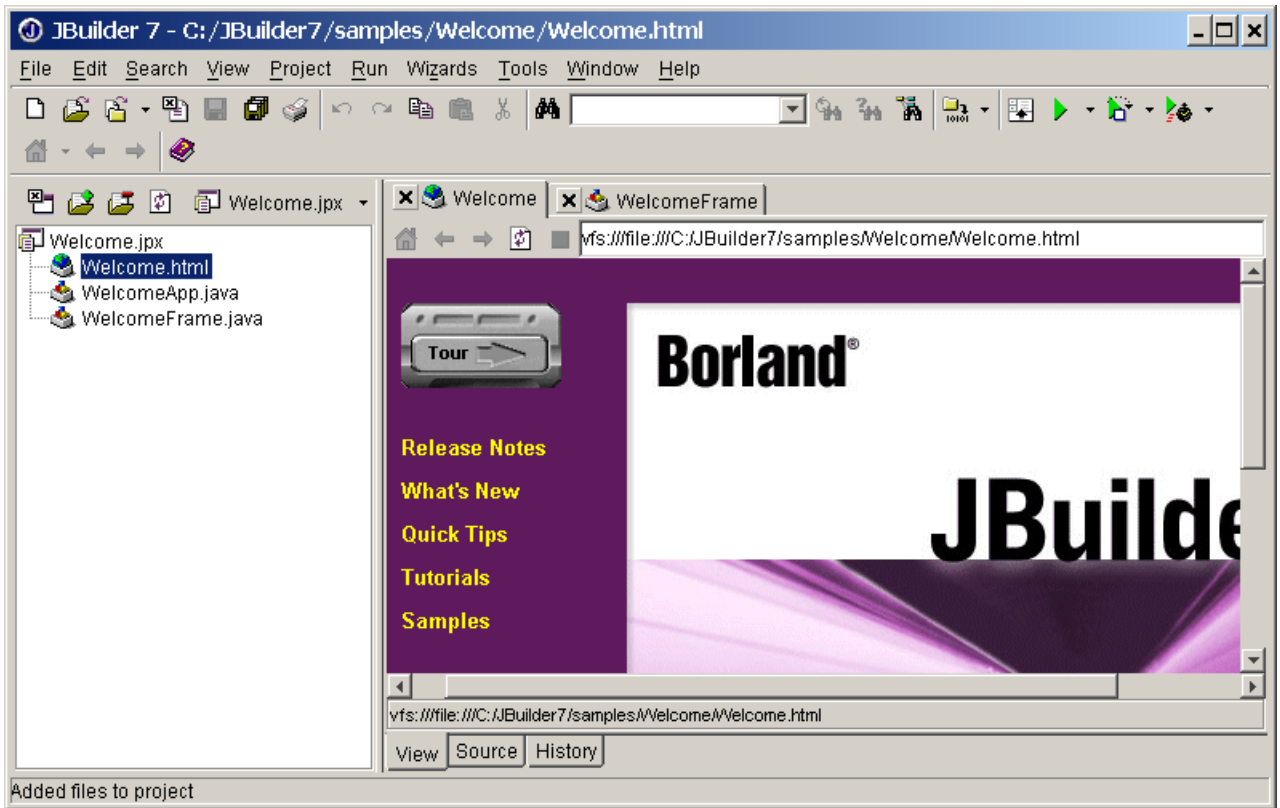 JBuilder 7 - C:/JBuilder7/samples/Welcome/Welcome.html
File Edit Search View Project Run Wizards Tools Window Help
Welcome.jpx
Welcome.jpx
Welcome.html
WelcomeApp.java
WelcomeFrame.java
Welcome WelcomeFrame
vfs:///file:///C:/JBuilder7/samples/Welcome/Welcome.html
Tour
Release Notes
What's New
Quick Tips
Tutorials
Samples
Borland®
JBuilde
vfs:///file:///C:/JBuilder7/samples/Welcome/Welcome.html
View Source History
Added files to project